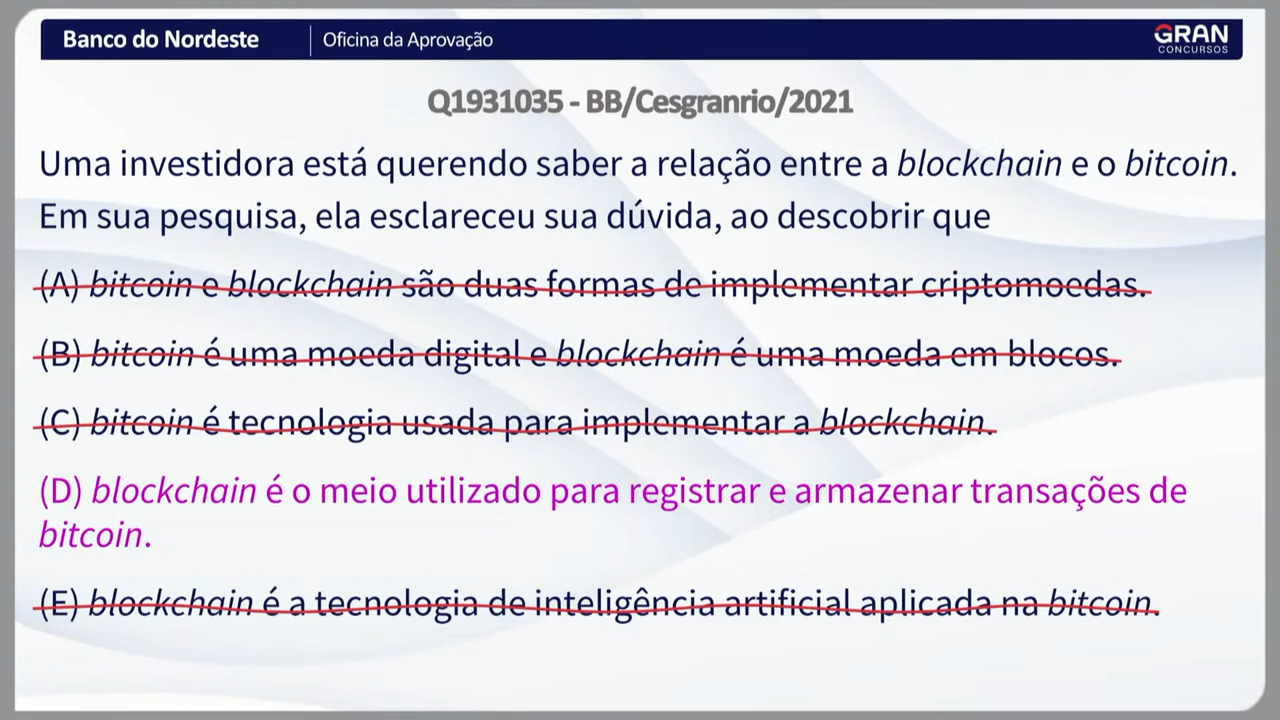 Banco do Nordeste
Oficina da Aprovação
GRAN
CONCURSOS
Q1931035 - BB/Cesgranrio/2021
Uma investidora está querendo saber a relação entre a blockchain e o bitcoin.
Em sua pesquisa, ela esclareceu sua dúvida, ao descobrir que
(A) bitcoin e blockchain são duas formas de implementar criptomoedas.
(B) bitcoin é uma moeda digital e blockchain é uma moeda em blocos.
(C) bitcoin é tecnologia usada para implementar a blockchain.
(D) blockchain é o meio utilizado para registrar e armazenar transações de
bitcoin.
(E) blockchain é a tecnologia de inteligência artificial aplicada na bitcoin.